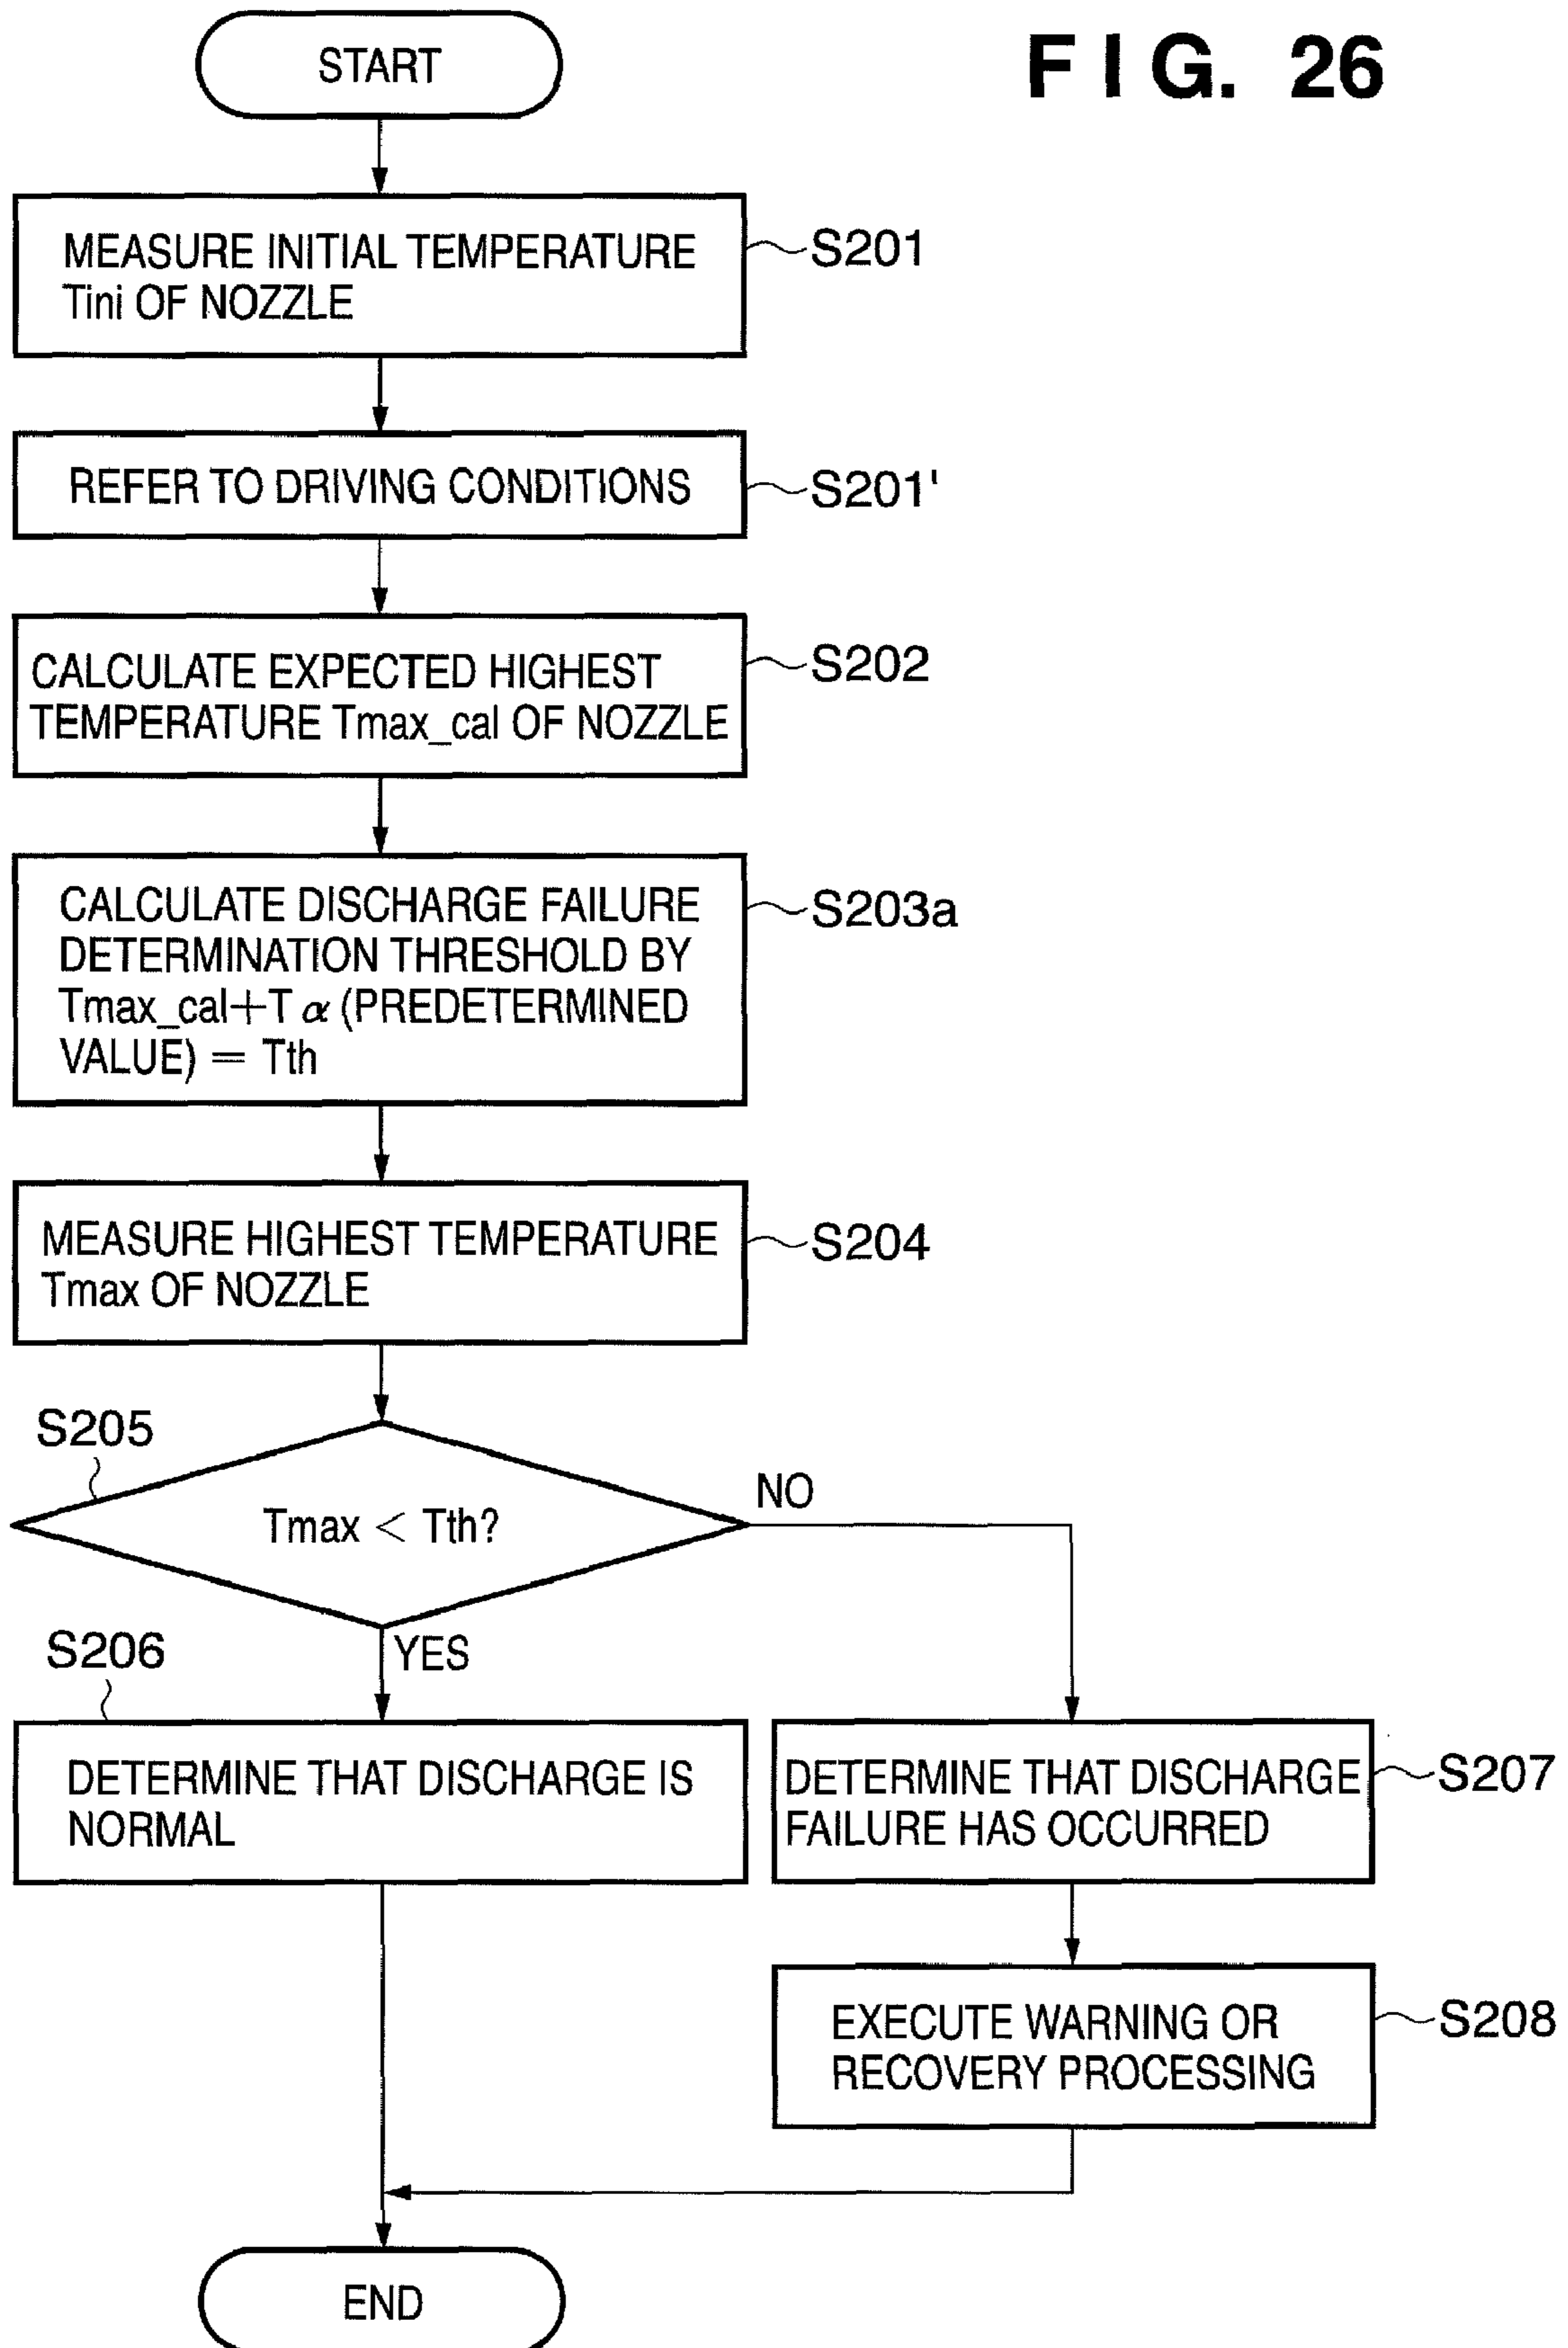 START
FIG. 26
MEASURE INITIAL TEMPERATURE
Tini OF NOZZLE
S201
REFER TO DRIVING CONDITIONS
S201'
CALCULATE EXPECTED HIGHEST
TEMPERATURE Tmax_cal OF NOZZLE
S202
CALCULATE DISCHARGE FAILURE
DETERMINATION THRESHOLD BY
Tmax_cal+T α (PREDETERMINED
VALUE) = Tth
S203a
MEASURE HIGHEST TEMPERATURE
Tmax OF NOZZLE
S204
S205
Tmax < Tth?
NO
YES
S206
DETERMINE THAT DISCHARGE IS
NORMAL
DETERMINE THAT DISCHARGE
FAILURE HAS OCCURRED
S207
EXECUTE WARNING OR
RECOVERY PROCESSING
S208
END